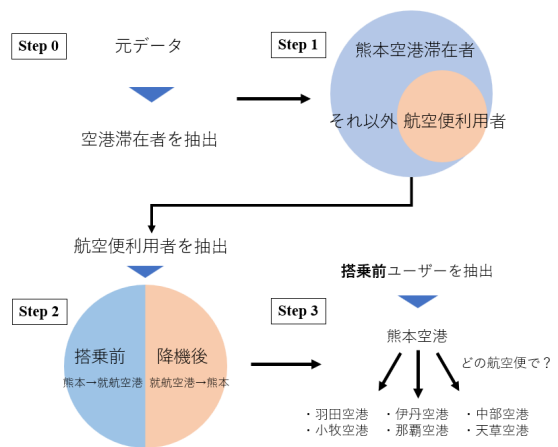 Step 0
元データ
空港滞在者を抽出
Step 1
熊本空港滞在者
それ以外
航空便利用者
航空便利用者を抽出
Step 2
搭乗前
熊本→就航空港
降機後
就航空港→熊本
Step 3
搭乗前ユーザーを抽出
熊本空港
どの航空便で？
・羽田空港
・伊丹空港
・中部空港
・小牧空港
・那覇空港
・天草空港